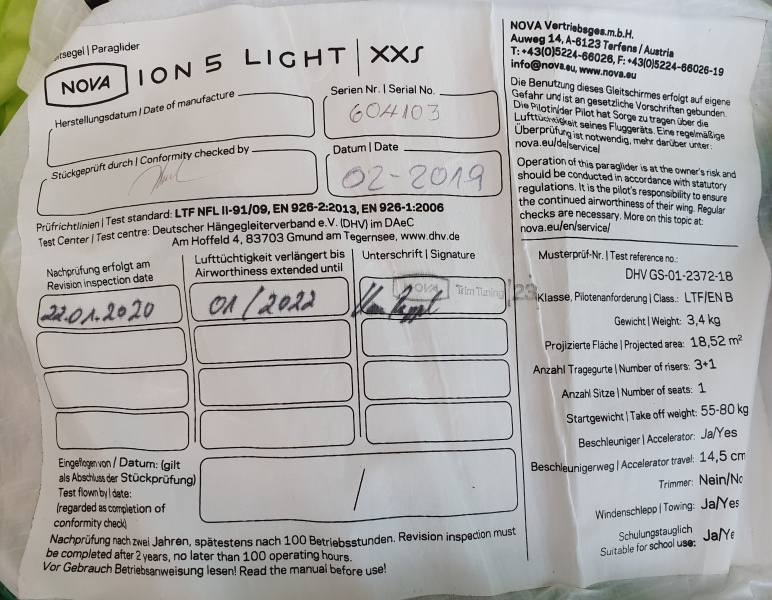 itsegel | Paraglider
NOVA ION 5 LIGHT | XXS
Herstellungsdatum / Date of manufacture
Serien Nr. | Serial No.
604103
Stückgeprüft durch | Conformity checked by
Datum | Date
02-2019
Prüfrichtlinien | Test standard: LTF NFL II-91/09, EN 926-2:2013, EN 926-1:2006
Test Center | Test centre: Deutscher Hängegleiterverband e.V. (DHV) im DAeC
Am Hoffeld 4, 83703 Gmund am Tegernsee, www.dhv.de
Nachprüfung erfolgt am
Revision inspection date
Lufttüchtigkeit verlängert bis
Airworthiness extended until
Unterschrift | Signature
22.01.2020
01/2022
NOVA Trim Tuning 23
Eingeflogen von / Datum: (gilt
als Abschluss der Stückprüfung)
Test flown by | date:
(regarded as completion of
conformity check)
/
Nachprüfung nach zwei Jahren, spätestens nach 100 Betriebsstunden. Revision inspection must
be completed after 2 years, no later than 100 operating hours.
Vor Gebrauch Betriebsanweisung lesen! Read the manual before use!
NOVA Vertriebsges.m.b.H.
Auweg 14, A-6123 Terfens / Austria
T: +43(0)5224-66026, F: +43(0)5224-66026-19
info@nova.eu, www.nova.eu
Die Benutzung dieses Gleitschirmes erfolgt auf eigene
Gefahr und ist an gesetzliche Vorschriften gebunden.
Die Pilotin/der Pilot hat Sorge zu tragen über die
Lufttüchtigkeit seines Fluggeräts. Eine regelmäßige
Überprüfung ist notwendig, mehr darüber unter:
nova.eu/de/service/
Operation of this paraglider is at the owner's risk and
should be conducted in accordance with statutory
regulations. It is the pilot's responsibility to ensure
the continued airworthiness of their wing. Regular
checks are necessary. More on this topic at:
nova.eu/en/service/
Musterprüf-Nr. | Test reference no.:
DHV GS-01-2372-18
Klasse, Pilotenanforderung | Class.: LTF/EN B
Gewicht | Weight: 3,4 kg
Projizierte Fläche | Projected area: 18,52 m²
Anzahl Tragegurte | Number of risers: 3+1
Anzahl Sitze | Number of seats: 1
Startgewicht | Take off weight: 55-80 kg
Beschleuniger | Accelerator: Ja/Yes
Beschleunigerweg | Accelerator travel: 14,5 cm
Trimmer: Nein/No
Windenschlepp | Towing: Ja/Yes
Schulungstauglich
Suitable for school use: Ja/Ye